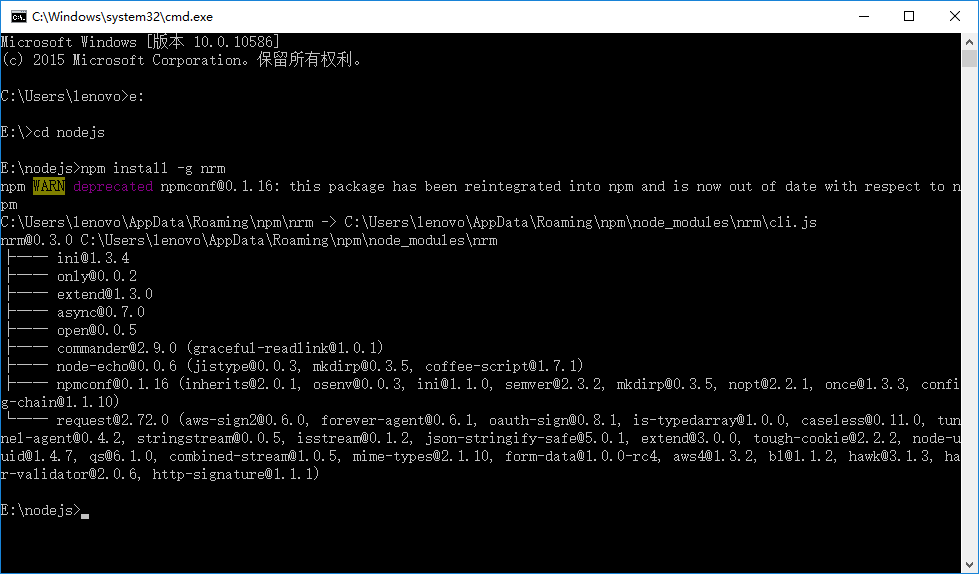 C:\Windows\system32\cmd.exe
Microsoft Windows [版本 10.0.10586]
(c) 2015 Microsoft Corporation。保留所有权利。
C:\Users\lenovo>e:
E:\>cd nodejs
E:\nodejs>npm install -g nrm
npm WARN deprecated npmconf@0.1.16: this package has been reintegrated into npm and is now out of date with respect to n
pm
C:\Users\lenovo\AppData\Roaming\npm\nrm -> C:\Users\lenovo\AppData\Roaming\npm\node_modules\nrm\cli.js
nrm@0.3.0 C:\Users\lenovo\AppData\Roaming\npm\node_modules\nrm
├── ini@1.3.4
├── only@0.0.2
├── extend@1.3.0
├── async@0.7.0
├── open@0.0.5
├── commander@2.9.0 (graceful-readlink@1.0.1)
├── node-echo@0.0.6 (jistype@0.0.3, mkdirp@0.3.5, coffee-script@1.7.1)
├── npmconf@0.1.16 (inherits@2.0.1, osenv@0.0.3, ini@1.1.0, semver@2.3.2, mkdirp@0.3.5, nopt@2.2.1, once@1.3.3, confi
g-chain@1.1.10)
└── request@2.72.0 (aws-sign2@0.6.0, forever-agent@0.6.1, oauth-sign@0.8.1, is-typedarray@1.0.0, caseless@0.11.0, tun
nel-agent@0.4.2, stringstream@0.0.5, isstream@0.1.2, json-stringify-safe@5.0.1, extend@3.0.0, tough-cookie@2.2.2, node-u
uid@1.4.7, qs@6.1.0, combined-stream@1.0.5, mime-types@2.1.10, form-data@1.0.0-rc4, aws4@1.3.2, bl@1.1.2, hawk@3.1.3, ha
r-validator@2.0.6, http-signature@1.1.1)
E:\nodejs>